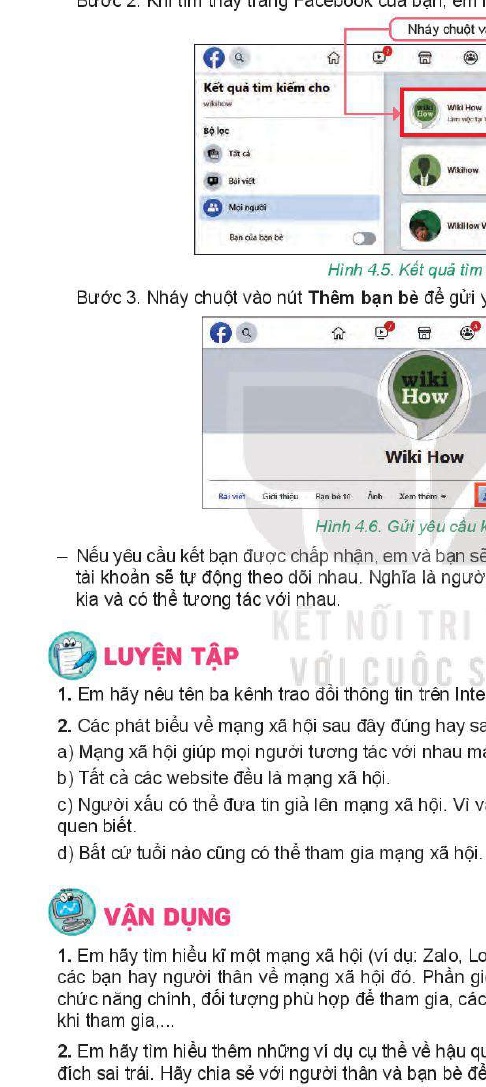 Bước 2. Khi tìm thấy trang Facebook của bạn, em
Nháy chuột
Kết quả tìm kiếm cho
wikihow
Wiki How
Bộ lọc
Tất cả
Bài viết
Wikihow
Mọi người
Bạn của bạn bè
Hình 4.5. Kết quả tìm
Bước 3. Nháy chuột vào nút Thêm bạn bè để gửi
wiki
How
Wiki How
Bài viết Giới thiệu Bạn bè Ảnh Xem thêm
Hình 4.6. Gửi yêu cầu
– Nếu yêu cầu kết bạn được chấp nhận, em và bạn sẽ
tài khoản sẽ tự động theo dõi nhau. Nghĩa là
kia và có thể tương tác với nhau.
KẾT NỐI TRI
VỚI CUỘC
LUYỆN TẬP
1. Em hãy nêu tên ba kênh trao đổi thông tin trên Inte
2. Các phát biểu về mạng xã hội sau đây đúng hay
a) Mạng xã hội giúp mọi người tương tác với nhau
b) Tất cả các website đều là mạng xã hội.
c) Người xấu có thể đưa tin giả lên mạng xã hội. Vì
quen biết.
d) Bất cứ tuổi nào cũng có thể tham gia mạng xã hội.
VẬN DỤNG
1. Em hãy tìm hiểu kĩ một mạng xã hội (ví dụ: Zalo, Lo
các bạn hay người thân về mạng xã hội đó. Phần
chức năng chính, đối tượng phù hợp để tham gia, các
khi tham gia,...
2. Em hãy tìm hiểu thêm những ví dụ cụ thể về hậu
đích sai trái. Hãy chia sẻ với người thân và bạn bè để